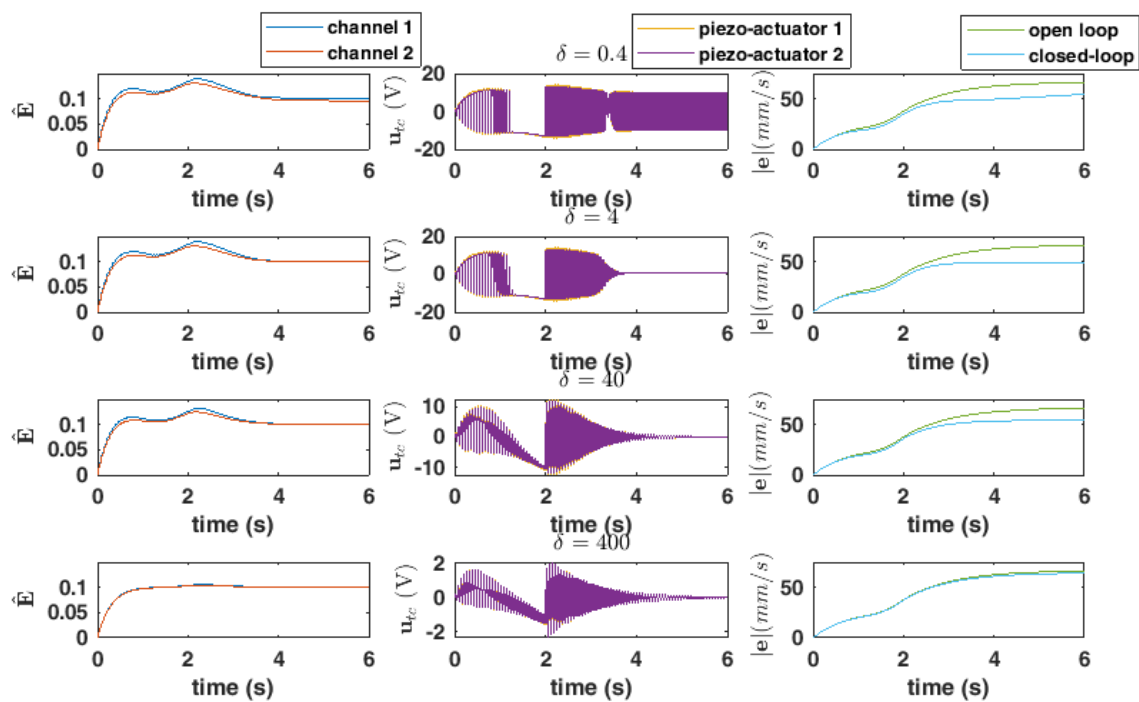 channel 1
channel 2
piezo-actuator 1
piezo-actuator 2
open loop
closed-loop
δ = 0.4
Ê
0.1
0.05
0
0 2 4 6
time (s)
u_tc (V)
20
0
-20
0 2 4 6
time (s)
|e|(mm/s)
50
0
0 2 4 6
time (s)
δ = 4
Ê
0.1
0.05
0
0 2 4 6
time (s)
u_tc (V)
20
0
-20
0 2 4 6
time (s)
|e|(mm/s)
50
0
0 2 4 6
time (s)
δ = 40
Ê
0.1
0.05
0
0 2 4 6
time (s)
u_tc (V)
10
0
-10
0 2 4 6
time (s)
|e|(mm/s)
50
0
0 2 4 6
time (s)
δ = 400
Ê
0.1
0.05
0
0 2 4 6
time (s)
u_tc (V)
2
0
-2
0 2 4 6
time (s)
|e|(mm/s)
50
0
0 2 4 6
time (s)